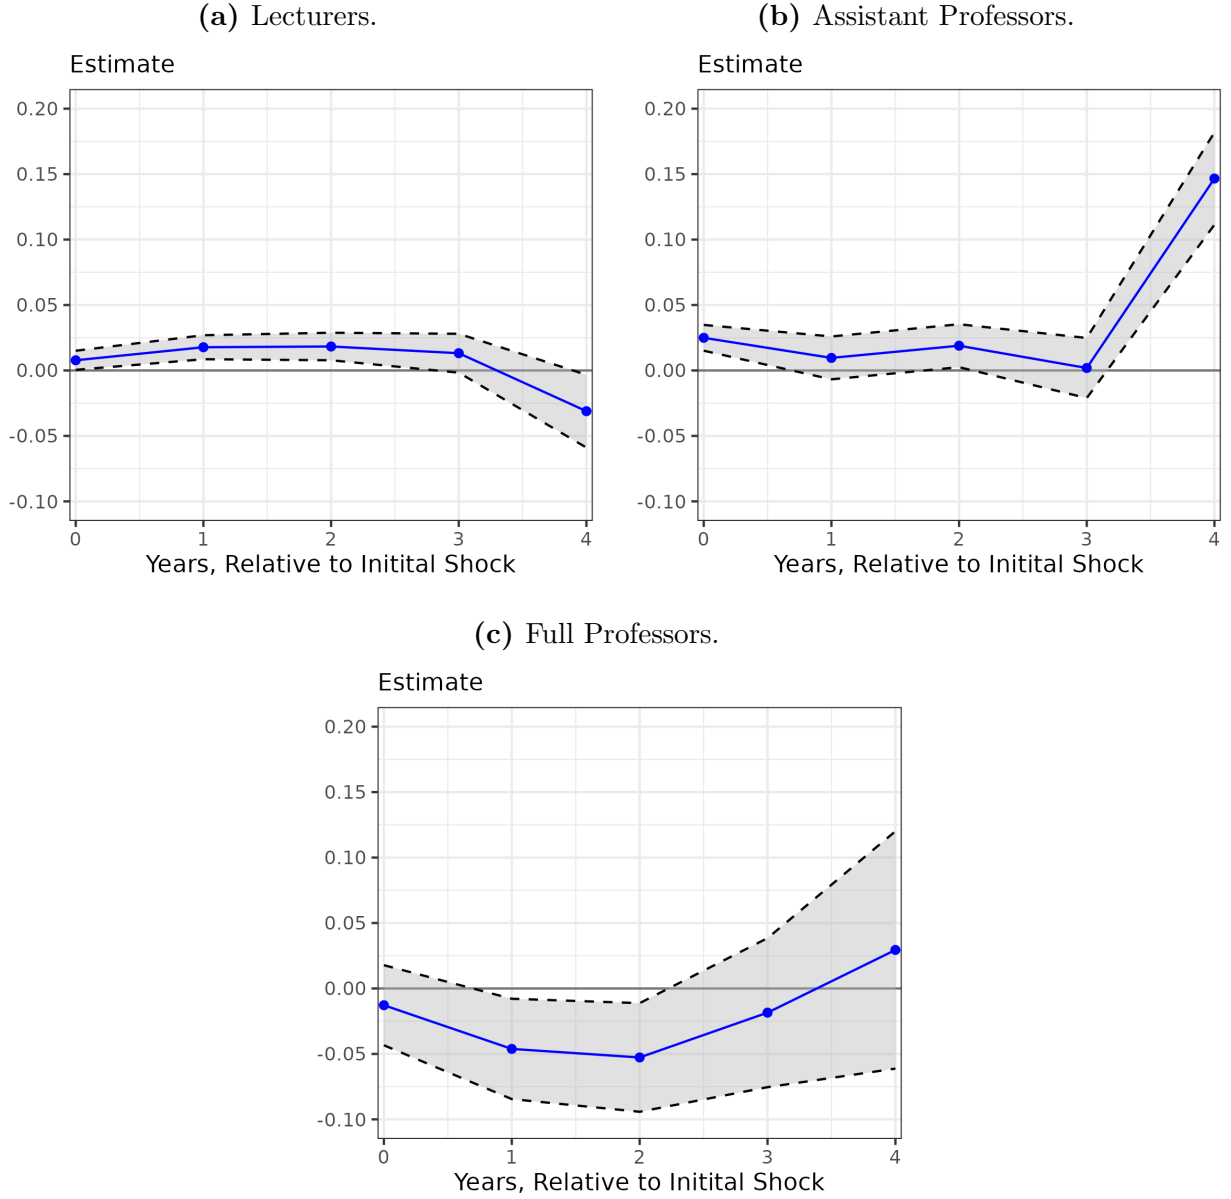 (a) Lecturers.
Estimate
0.20
0.15
0.10
0.05
0.00
-0.05
-0.10
0 1 2 3 4
Years, Relative to Initital Shock
(b) Assistant Professors.
Estimate
0.20
0.15
0.10
0.05
0.00
-0.05
-0.10
0 1 2 3 4
Years, Relative to Initital Shock
(c) Full Professors.
Estimate
0.20
0.15
0.10
0.05
0.00
-0.05
-0.10
0 1 2 3 4
Years, Relative to Initital Shock